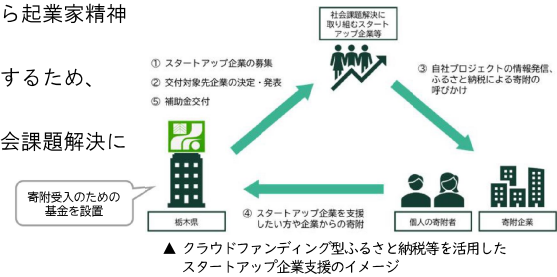 ら起業家精神
するため、
会課題解決に
社会課題解決に
取り組むスタート
アップ企業等
① スタートアップ企業の募集
② 交付対象先企業の決定・発表
⑤ 補助金交付
③ 自社プロジェクトの情報発信、
ふるさと納税による寄附の
呼びかけ
寄附受入のための
基金を設置
栃木県
④ スタートアップ企業を支援
したい方や企業からの寄附
個人の寄附者
寄附企業
▲ クラウドファンディング型ふるさと納税等を活用した
スタートアップ企業支援のイメージ